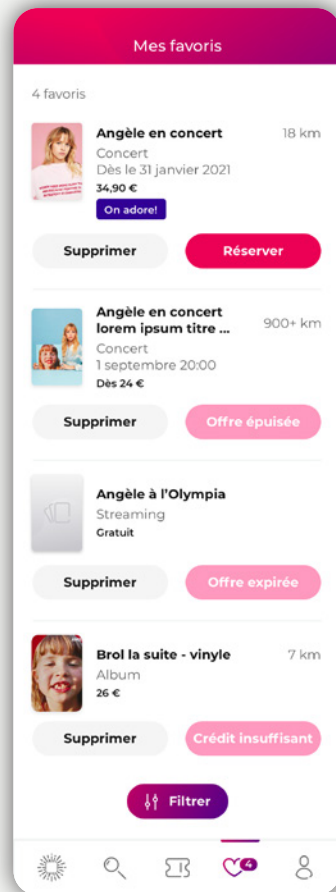 Mes favoris
4 favoris
Angèle en concert
18 km
Concert
Dès le 31 janvier 2021
34,90 €
On adore!
Supprimer
Réserver
Angèle en concert
lorem ipsum titre ...
900+ km
Concert
1 septembre 20:00
Dès 24 €
Supprimer
Offre épuisée
Angèle à l'Olympia
Streaming
Gratuit
Supprimer
Offre expirée
Brol la suite - vinyle
7 km
Album
26 €
Supprimer
Crédit insuffisant
Filtrer
4